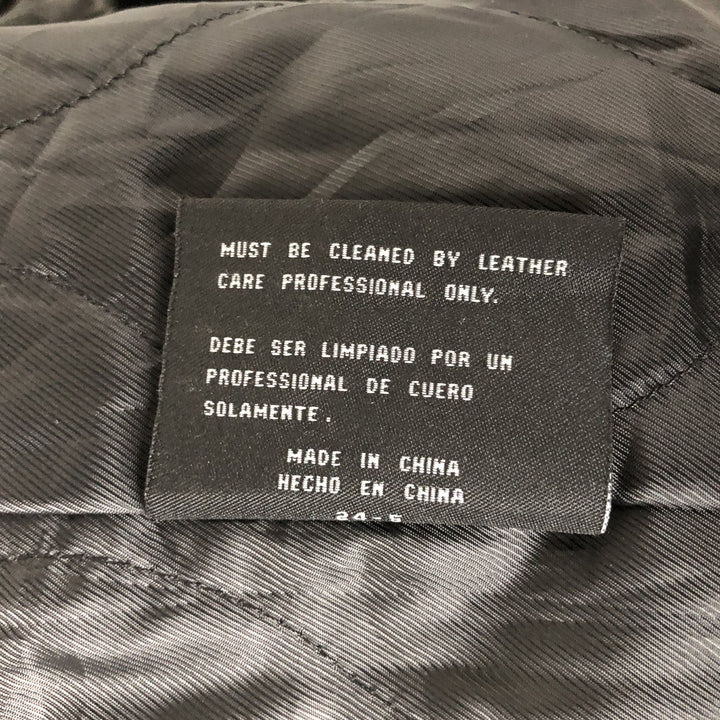 MUST BE CLEANED BY LEATHER
CARE PROFESSIONAL ONLY.
DEBE SER LIMPIADO POR UN
PROFESSIONAL DE CUERO
SOLAMENTE.
MADE IN CHINA
HECHO EN CHINA